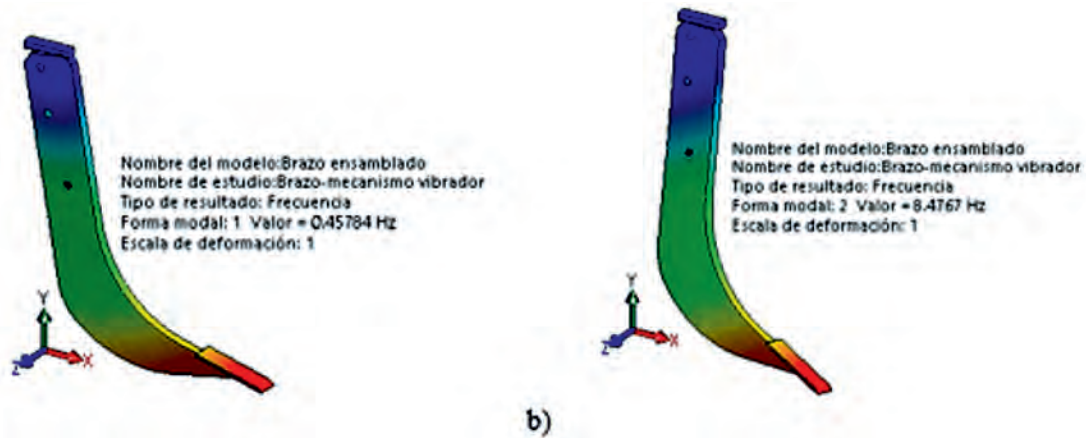 Nombre del modelo:Brazo ensamblado
Nombre de estudio:Brazo-mecanismo vibrador
Tipo de resultado: Frecuencia
Forma modal: 1 Valor = 0.45784 Hz
Escala de deformación: 1
Y
X
Z
Nombre del modelo:Brazo ensamblado
Nombre de estudio:Brazo-mecanismo vibrador
Tipo de resultado: Frecuencia
Forma modal: 2 Valor = 8.4767 Hz
Escala de deformación: 1
Y
X
Z
b)